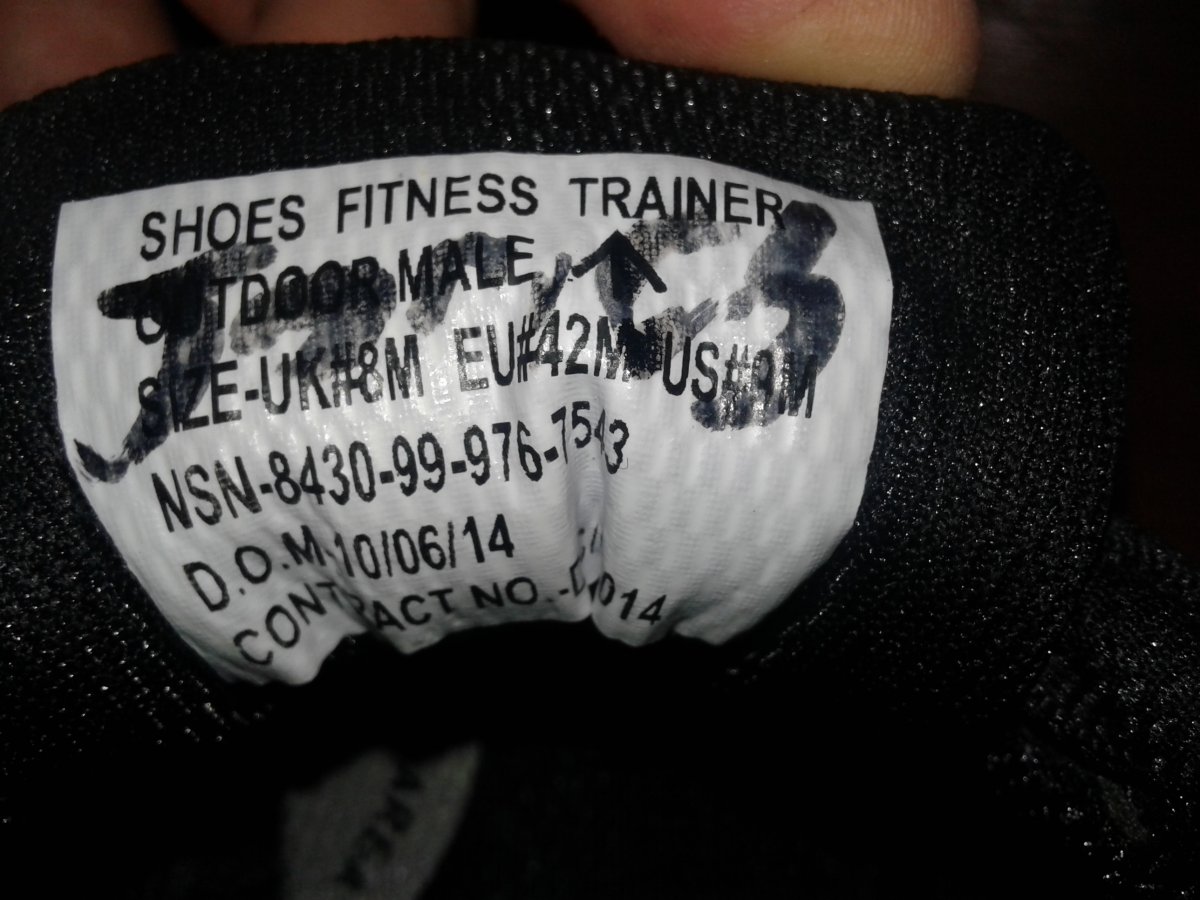 SHOES FITNESS TRAINER
OUTDOOR MALE ↑
SIZE-UK#8M EU#42M US#9M
NSN-8430-99-976-7543
D.O.M-10/06/14
CONTRACT NO.-
AREA